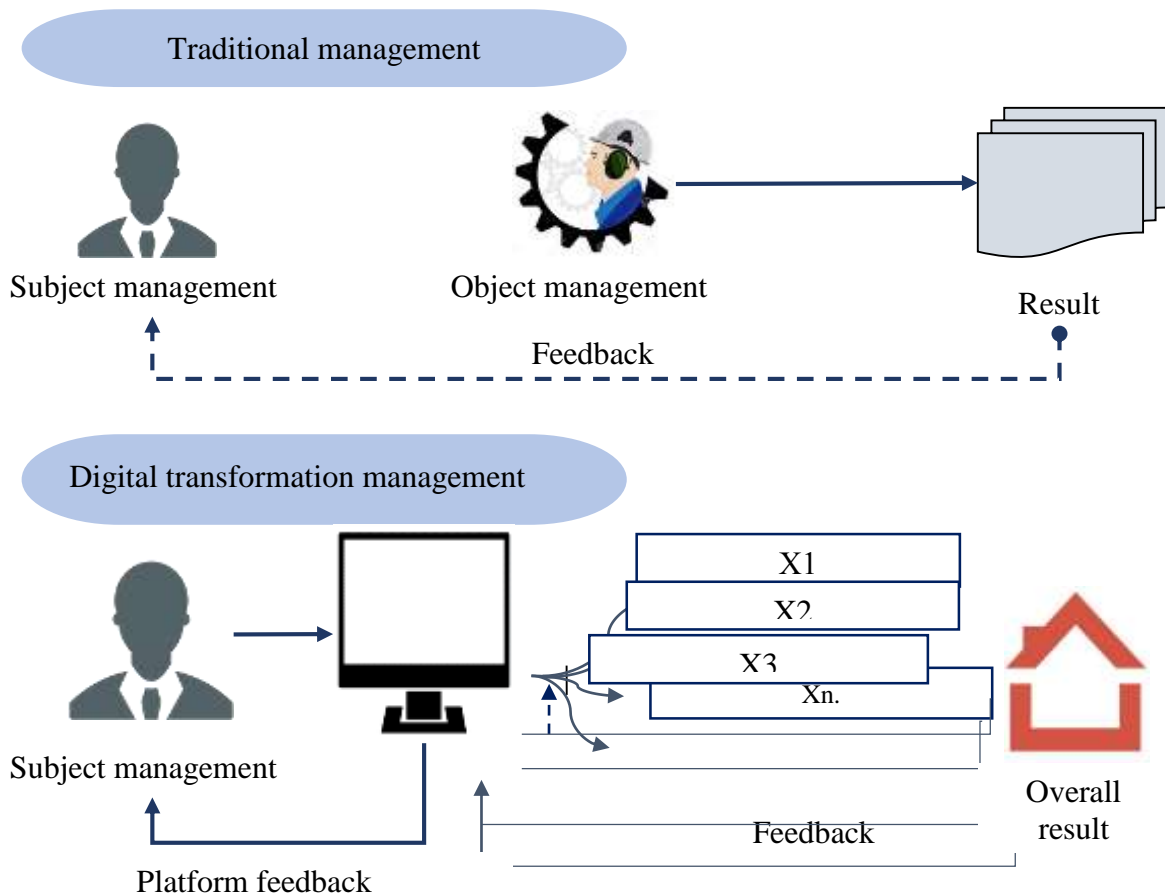 Traditional management
Subject management
Object management
Result
Feedback
Digital transformation management
X1
X2
X3
Xn.
Subject management
Overall
result
Feedback
Platform feedback